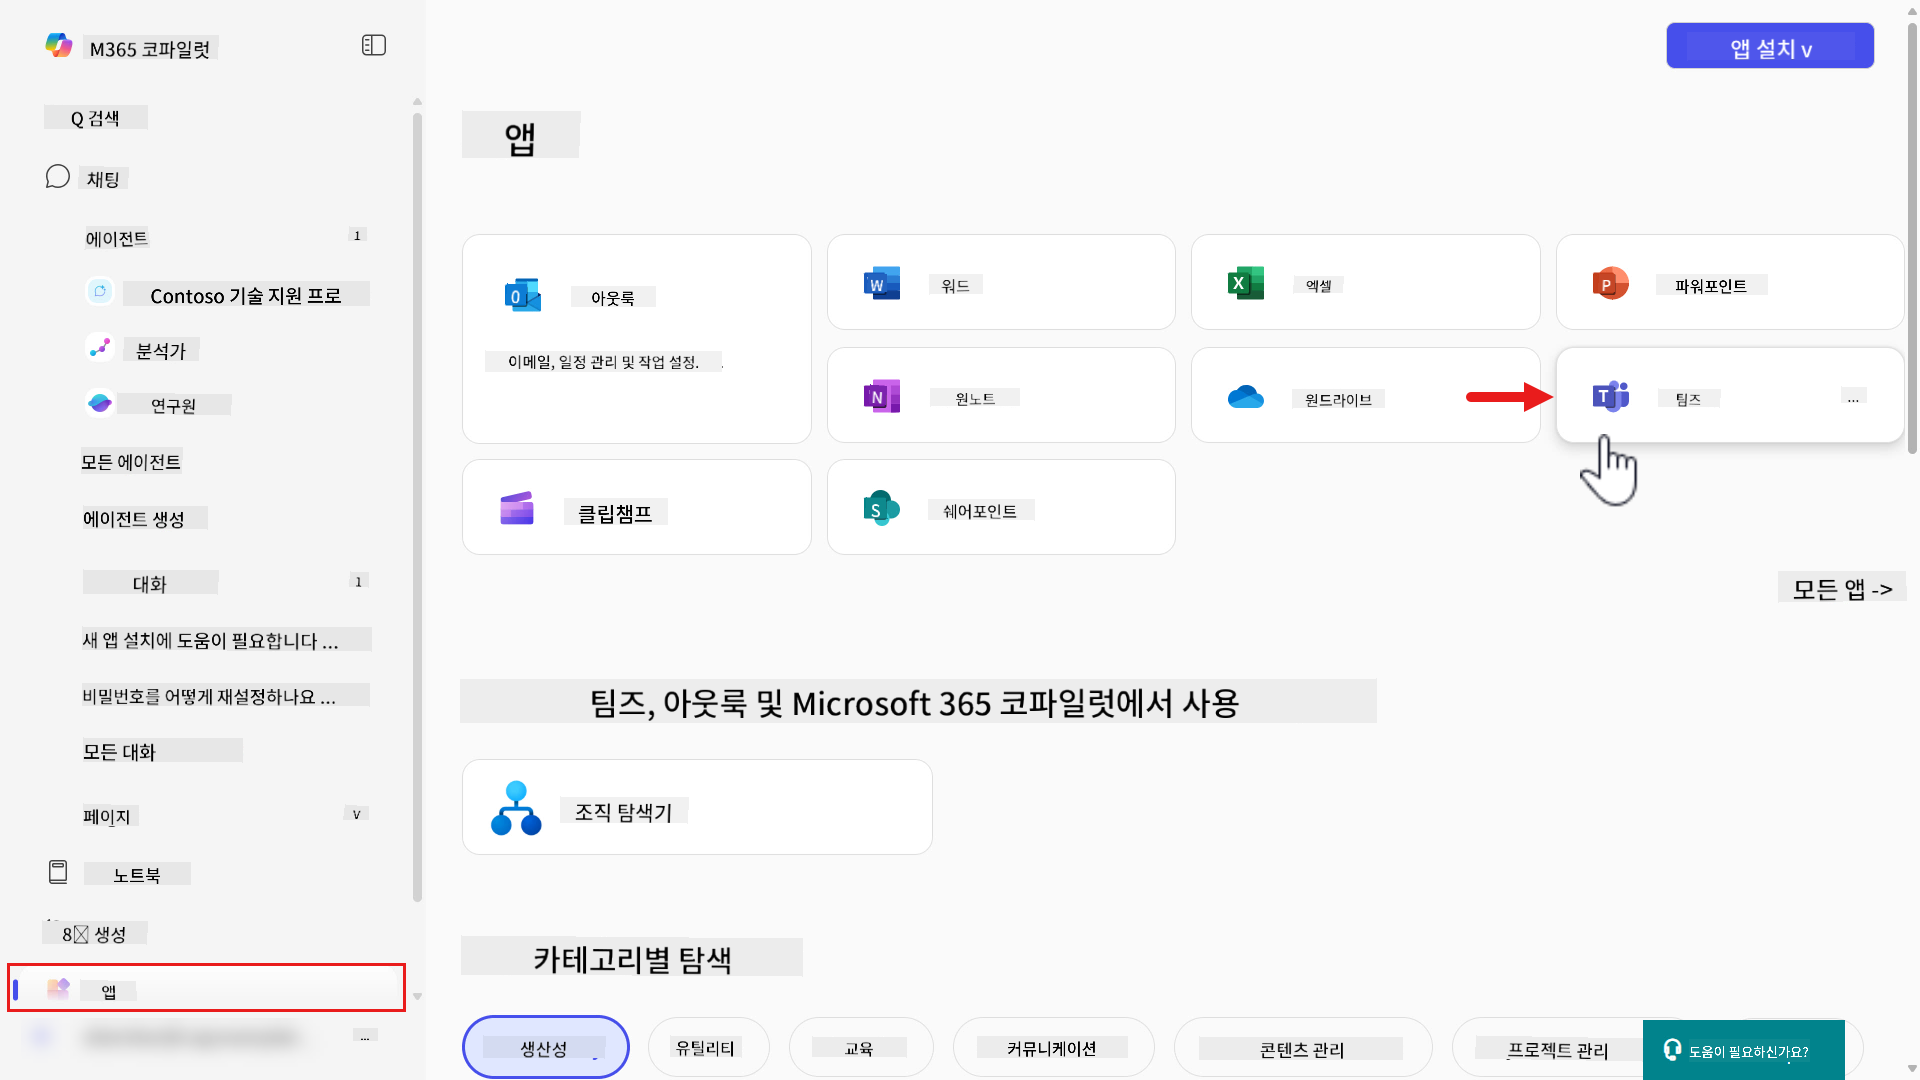 M365 코파일럿
Q 검색
채팅
에이전트 1
Contoso 기술 지원 프로
분석가
연구원
모든 에이전트
에이전트 생성
대화 1
새 앱 설치에 도움이 필요합니다 ...
비밀번호를 어떻게 재설정하나요 ...
모든 대화
페이지 v
노트북
8 생성
앱
...
앱 설치 v
앱
아웃룩
이메일, 일정 관리 및 작업 설정.
워드
엑셀
파워포인트
원노트
원드라이브
팀즈 ...
클립챔프
쉐어포인트
모든 앱 ->
팀즈, 아웃룩 및 Microsoft 365 코파일럿에서 사용
조직 탐색기
카테고리별 탐색
생산성
유틸리티
교육
커뮤니케이션
콘텐츠 관리
프로젝트 관리
도움이 필요하신가요?